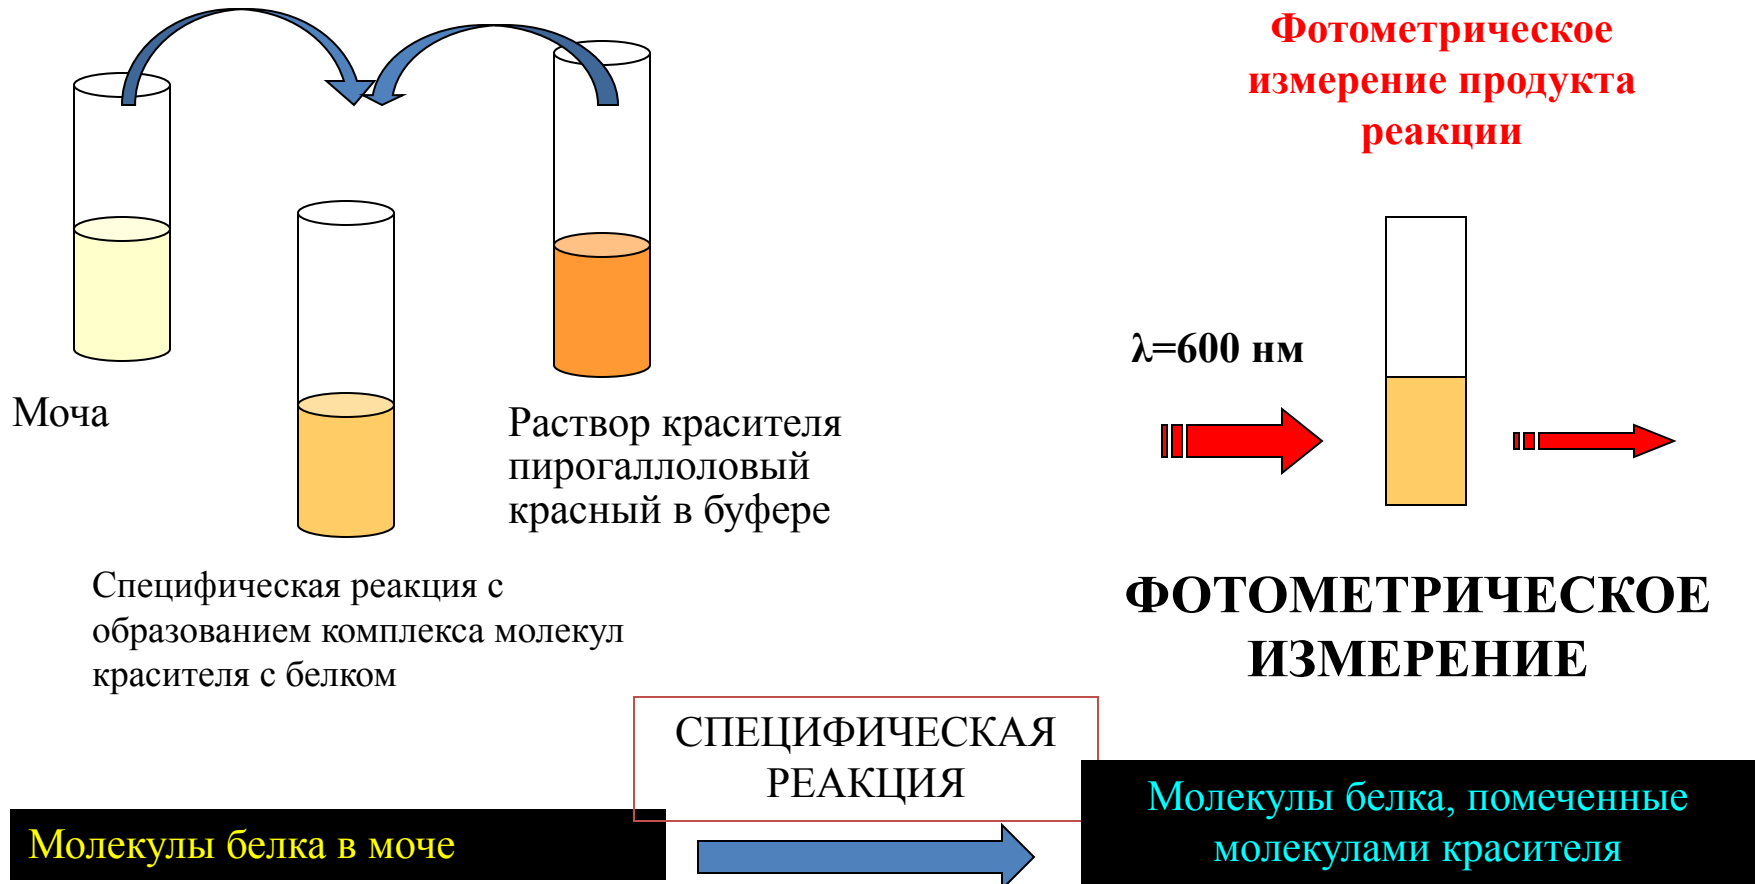 Фотометрическое
измерение продукта
реакции
λ=600 нм
Моча
Раствор красителя
пирогаллоловый
красный в буфере
Специфическая реакция с
образованием комплекса молекул
красителя с белком
ФОТОМЕТРИЧЕСКОЕ
ИЗМЕРЕНИЕ
СПЕЦИФИЧЕСКАЯ
РЕАКЦИЯ
Молекулы белка в моче
Молекулы белка, помеченные
молекулами красителя